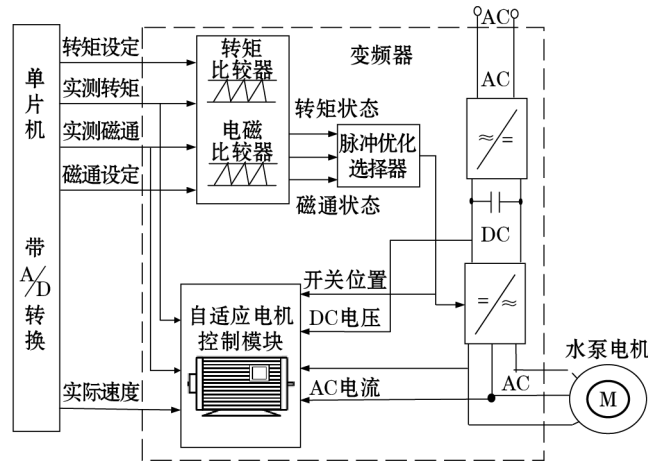 单片机
带A/D转换
转矩设定
实测转矩
实测磁通
磁通设定
实际速度
转矩
比较器
电磁
比较器
转矩状态
磁通状态
脉冲优化
选择器
变频器
AC
AC
≈/=
DC
=/≈
开关位置
DC电压
AC电流
自适应电机
控制模块
AC
水泵电机
M